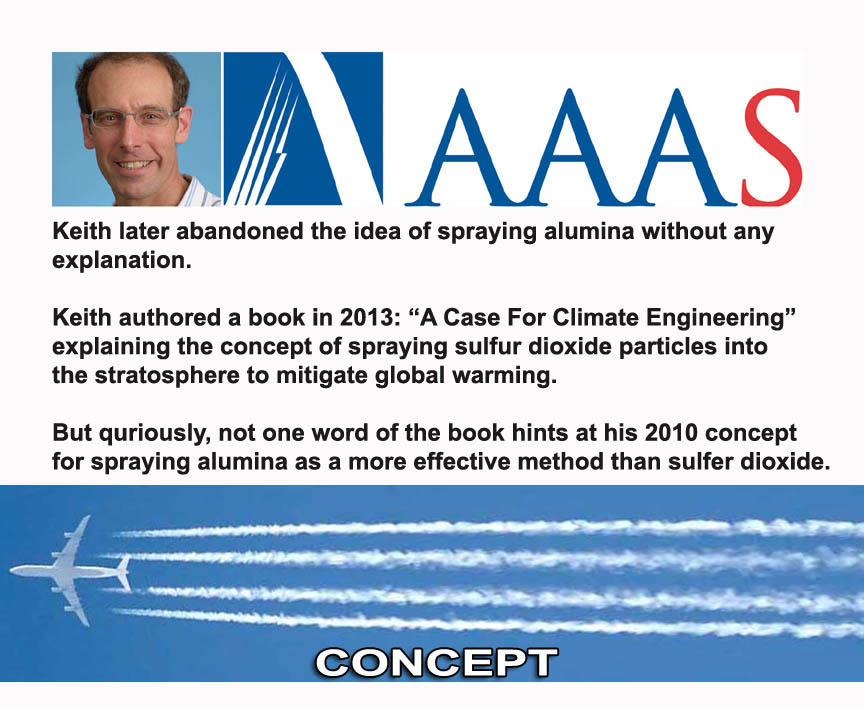 AAAS
Keith later abandoned the idea of spraying alumina without any
explanation.
Keith authored a book in 2013: “A Case For Climate Engineering”
explaining the concept of spraying sulfur dioxide particles into
the stratosphere to mitigate global warming.
But quriously, not one word of the book hints at his 2010 concept
for spraying alumina as a more effective method than sulfer dioxide.
CONCEPT